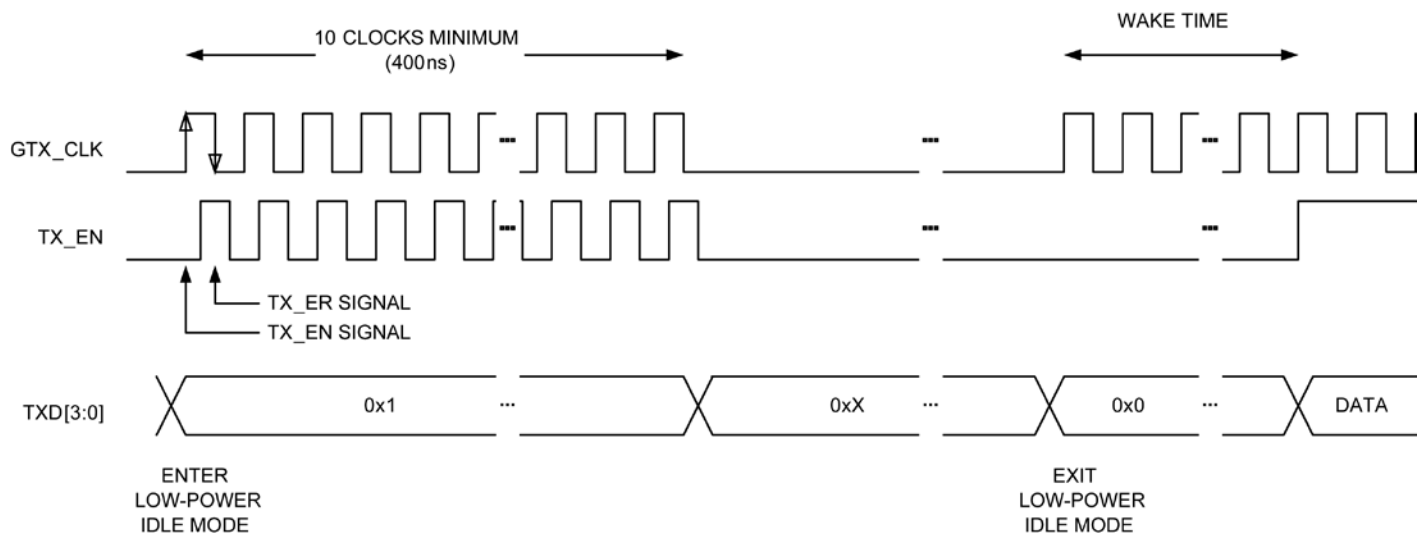 10 CLOCKS MINIMUM
(400ns)
WAKE TIME
GTX_CLK
...
...
...
TX_EN
...
...
...
TX_ER SIGNAL
TX_EN SIGNAL
TXD[3:0]
0x1
...
0xX
...
0x0
...
DATA
ENTER
LOW-POWER
IDLE MODE
EXIT
LOW-POWER
IDLE MODE